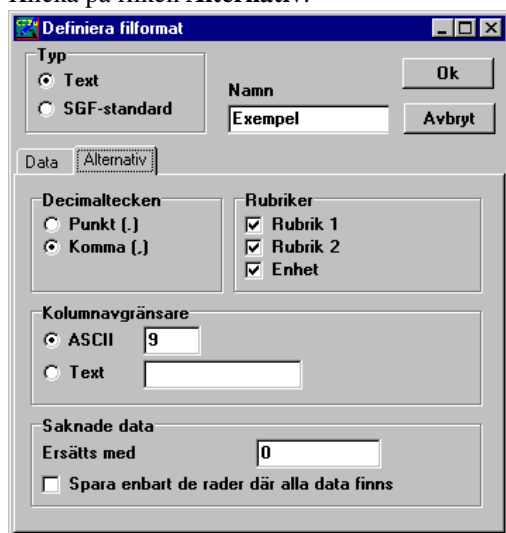 Klicka på fliken Alternativ.
Definiera filformat
Typ
Text
SGF-standard
Namn
Exempel
Ok
Avbryt
Data Alternativ
Decimaltecken
Punkt (.)
Komma (,)
Rubriker
Rubrik 1
Rubrik 2
Enhet
Kolumnavgränsare
ASCII 9
Text
Saknade data
Ersätts med 0
Spara enbart de rader där alla data finns